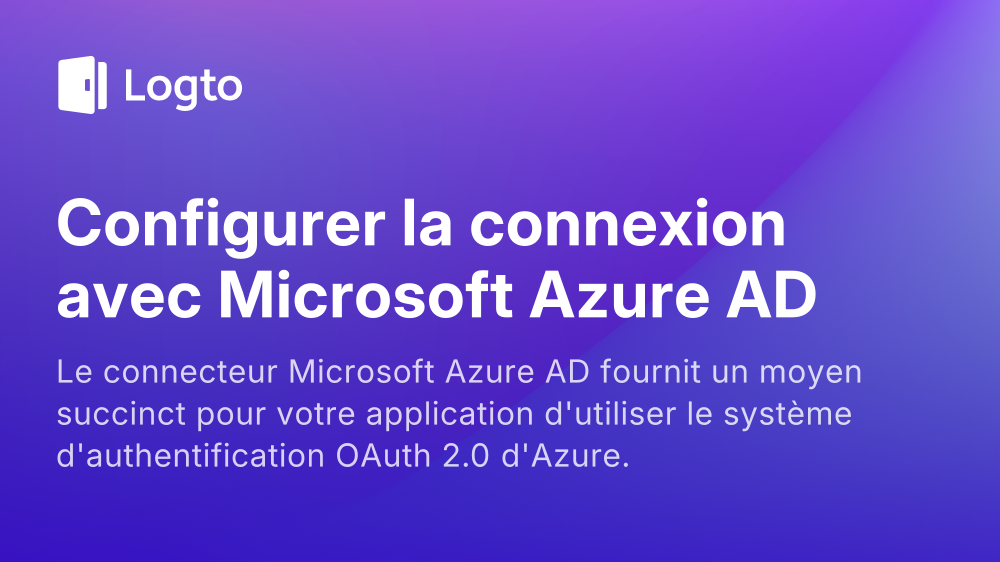 Logto
Configurer la connexion
avec Microsoft Azure AD
Le connecteur Microsoft Azure AD fournit un moyen
succinct pour votre application d'utiliser le système
d'authentification OAuth 2.0 d'Azure.